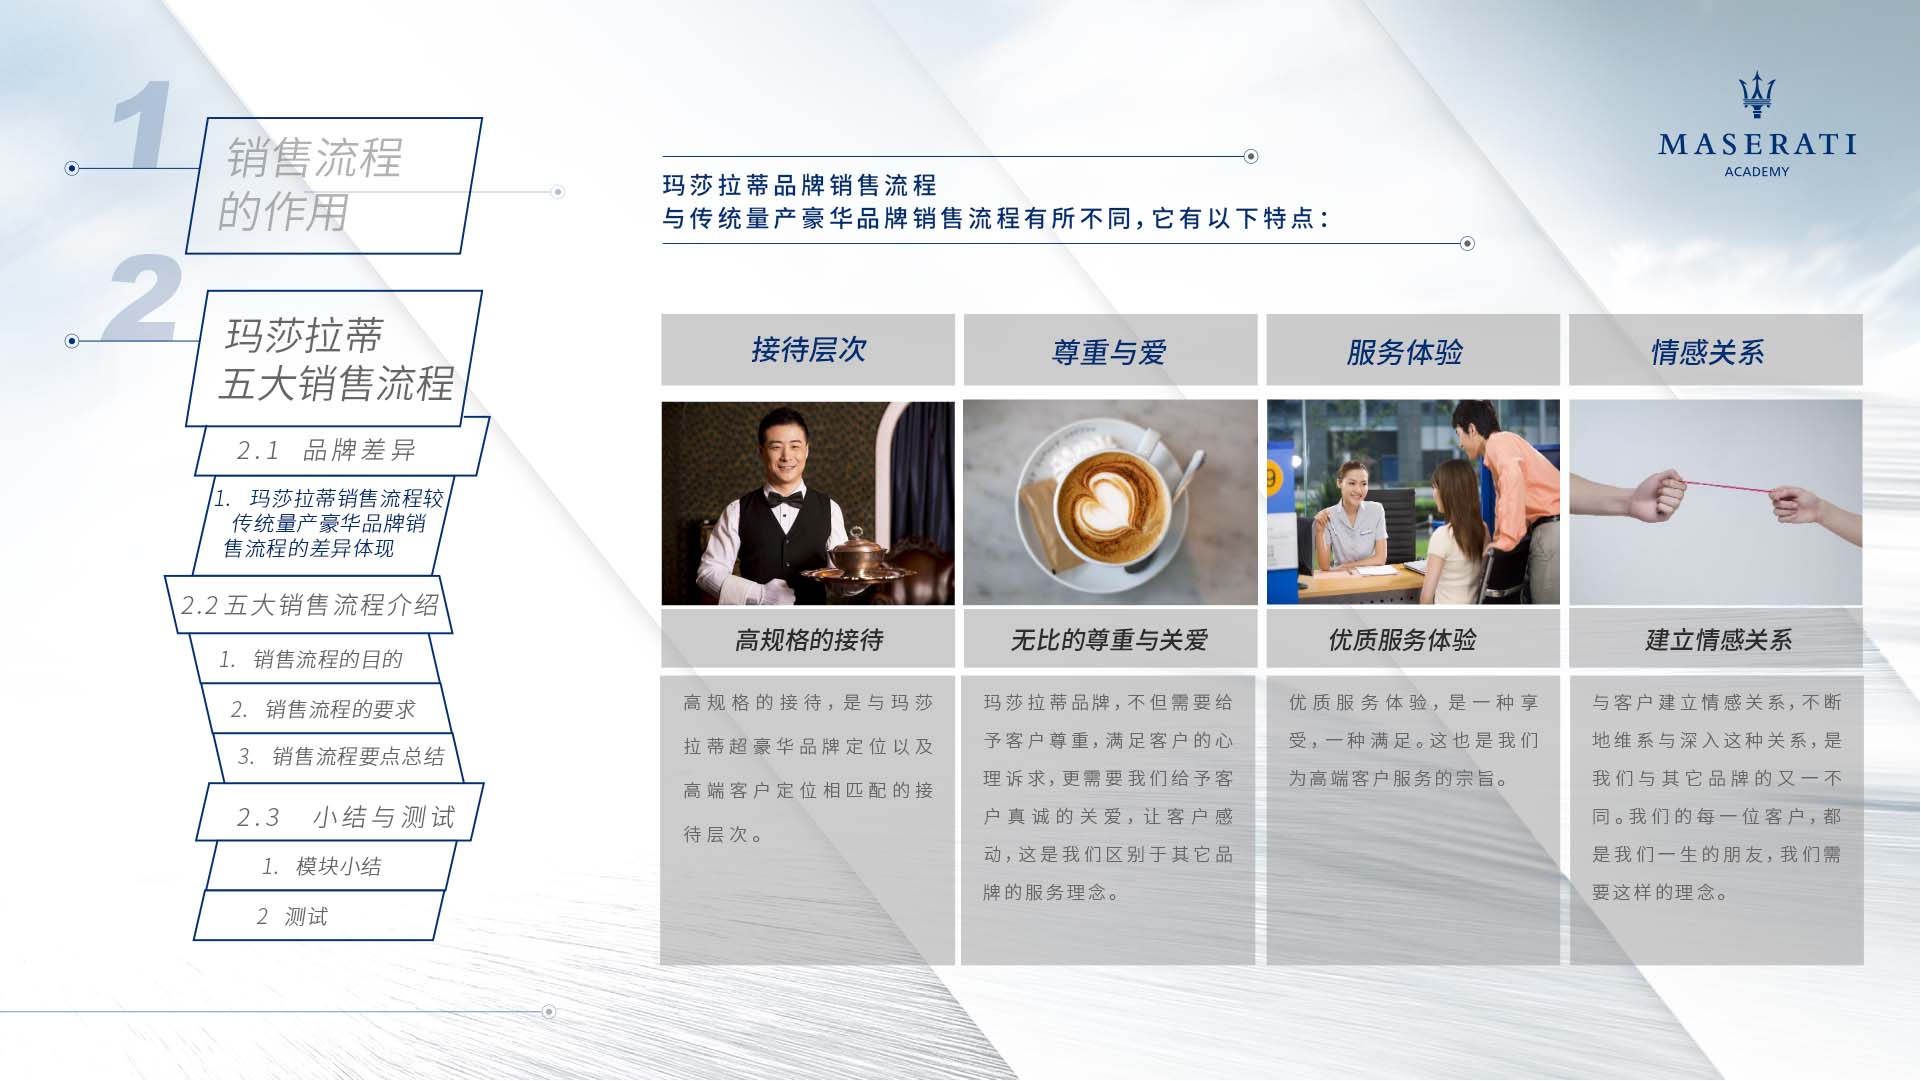 1
销售流程
的作用
2
玛莎拉蒂
五大销售流程
2.1 品牌差异
1. 玛莎拉蒂销售流程较
传统量产豪华品牌销
售流程的差异体现
2.2五大销售流程介绍
1. 销售流程的目的
2. 销售流程的要求
3. 销售流程要点总结
2.3 小结与测试
1. 模块小结
2 测试
MASERATI
ACADEMY
玛莎拉蒂品牌销售流程
与传统量产豪华品牌销售流程有所不同,它有以下特点:
接待层次
高规格的接待
高规格的接待,是与玛莎
拉蒂超豪华品牌定位以及
高端客户定位相匹配的接
待层次。
尊重与爱
无比的尊重与关爱
玛莎拉蒂品牌,不但需要给
予客户尊重,满足客户的心
理诉求,更需要我们给予客
户真诚的关爱,让客户感
动,这是我们区别于其它品
牌的服务理念。
服务体验
9
优质服务体验
优质服务体验,是一种享
受,一种满足。这也是我们
为高端客户服务的宗旨。
情感关系
建立情感关系
与客户建立情感关系,不断
地维系与深入这种关系,是
我们与其它品牌的又一不
同。我们的每一位客户,都
是我们一生的朋友,我们需
要这样的理念。